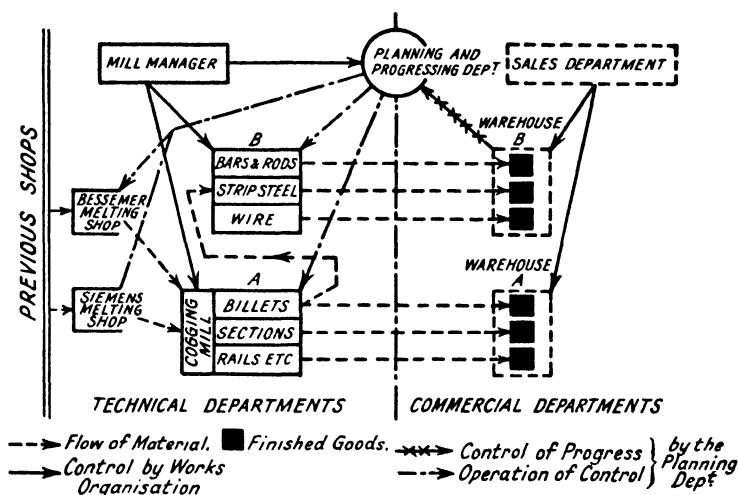 MILL MANAGER
PLANNING AND
PROGRESSING DEPT
SALES DEPARTMENT
PREVIOUS SHOPS
B
BARS & RODS
STRIP STEEL
WIRE
WAREHOUSE
B
BESSEMER
MELTING
SHOP
SIEMENS
MELTING
SHOP
A
COGGING
MILL
BILLETS
SECTIONS
RAILS ETC
WAREHOUSE
A
TECHNICAL DEPARTMENTS
COMMERCIAL DEPARTMENTS
Flow of Material.
Finished Goods.
Control by Works
Organisation
Control of Progress
Operation of Control
by the
Planning
Dept.